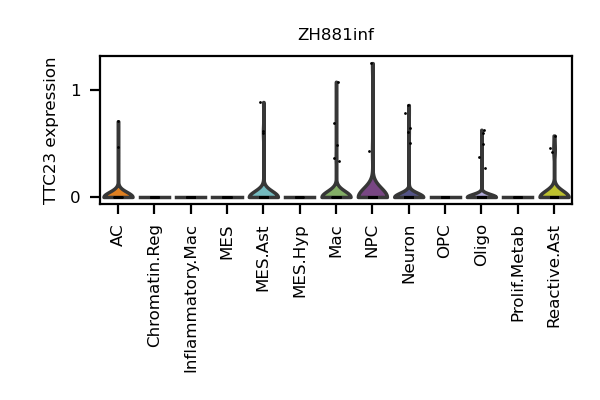 ZH881inf
TTC23 expression
1
0
AC
Chromatin.Reg
Inflammatory.Mac
MES
MES.Ast
MES.Hyp
Mac
NPC
Neuron
OPC
Oligo
Prolif.Metab
Reactive.Ast